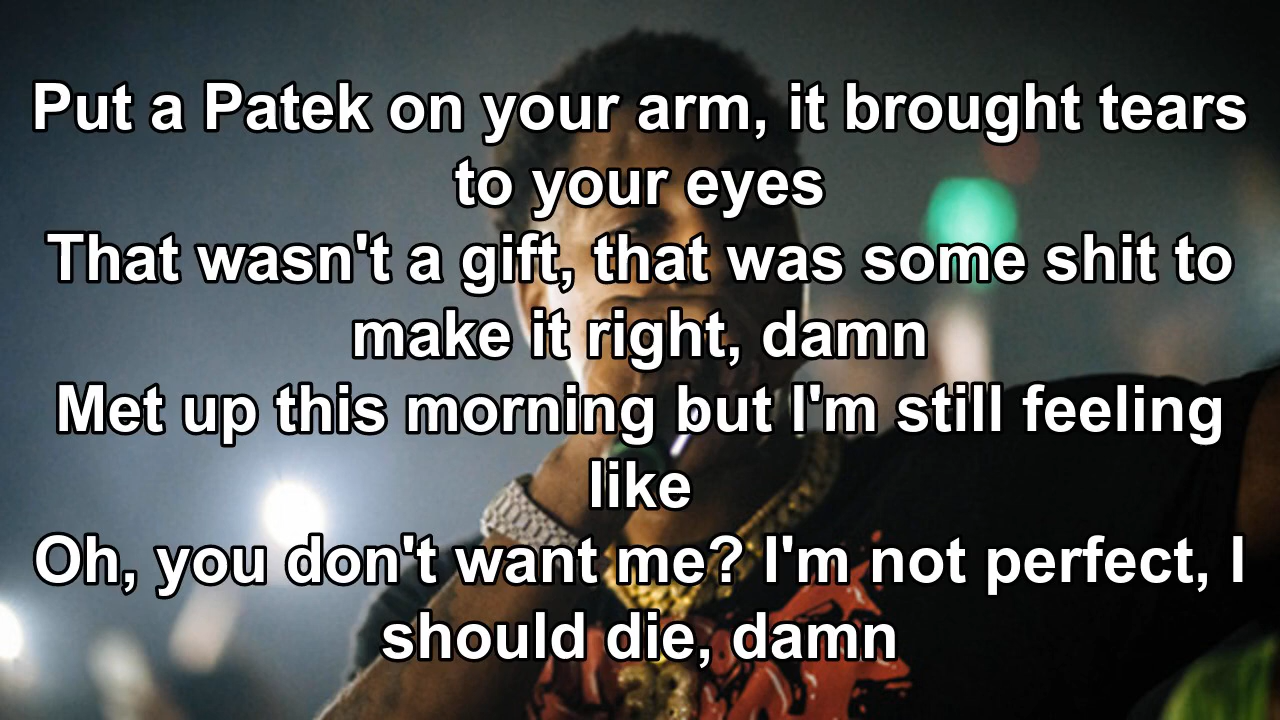 Put a Patek on your arm, it brought tears
to your eyes
That wasn't a gift, that was some shit to
make it right, damn
Met up this morning but I'm still feeling
like
Oh, you don't want me? I'm not perfect, I
should die, damn